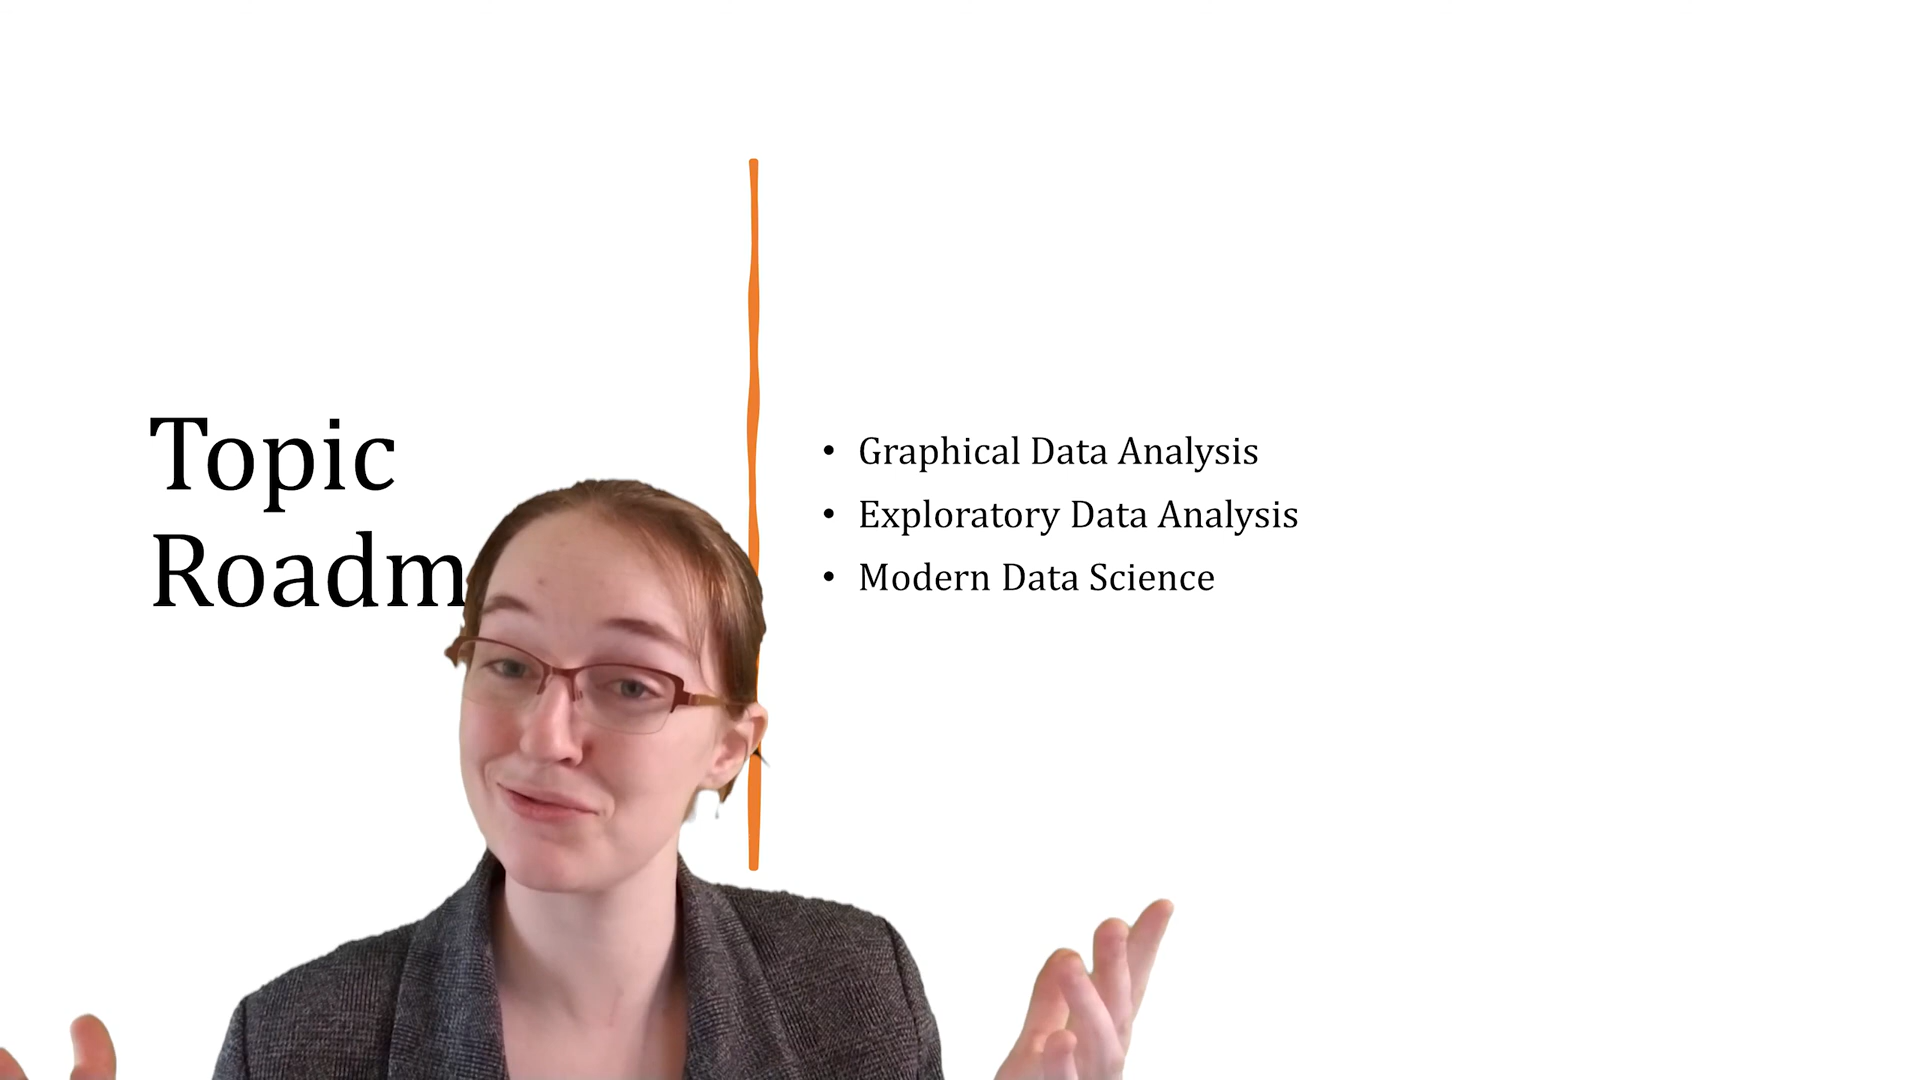 Topic
Roadm
• Graphical Data Analysis
• Exploratory Data Analysis
• Modern Data Science